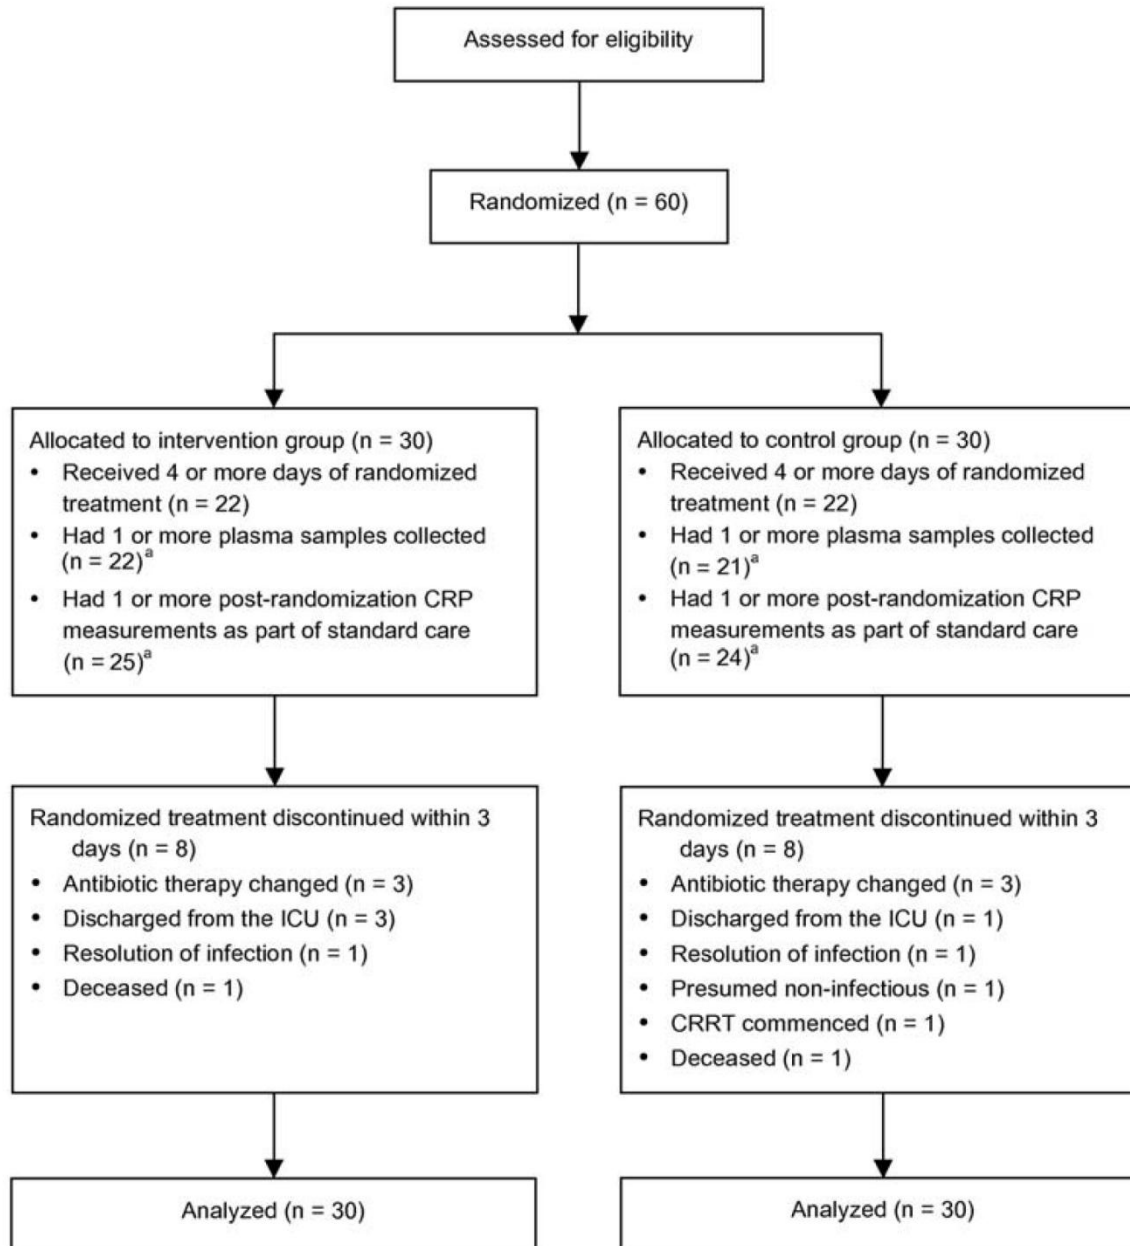 Assessed for eligibility
Randomized (n = 60)
Allocated to intervention group (n = 30)
• Received 4 or more days of randomized
treatment (n = 22)
• Had 1 or more plasma samples collected
(n = 22)ᵃ
• Had 1 or more post-randomization CRP
measurements as part of standard care
(n = 25)ᵃ
Allocated to control group (n = 30)
• Received 4 or more days of randomized
treatment (n = 22)
• Had 1 or more plasma samples collected
(n = 21)ᵃ
• Had 1 or more post-randomization CRP
measurements as part of standard care
(n = 24)ᵃ
Randomized treatment discontinued within 3
days (n = 8)
• Antibiotic therapy changed (n = 3)
• Discharged from the ICU (n = 3)
• Resolution of infection (n = 1)
• Deceased (n = 1)
Randomized treatment discontinued within 3
days (n = 8)
• Antibiotic therapy changed (n = 3)
• Discharged from the ICU (n = 1)
• Resolution of infection (n = 1)
• Presumed non-infectious (n = 1)
• CRRT commenced (n = 1)
• Deceased (n = 1)
Analyzed (n = 30)
Analyzed (n = 30)